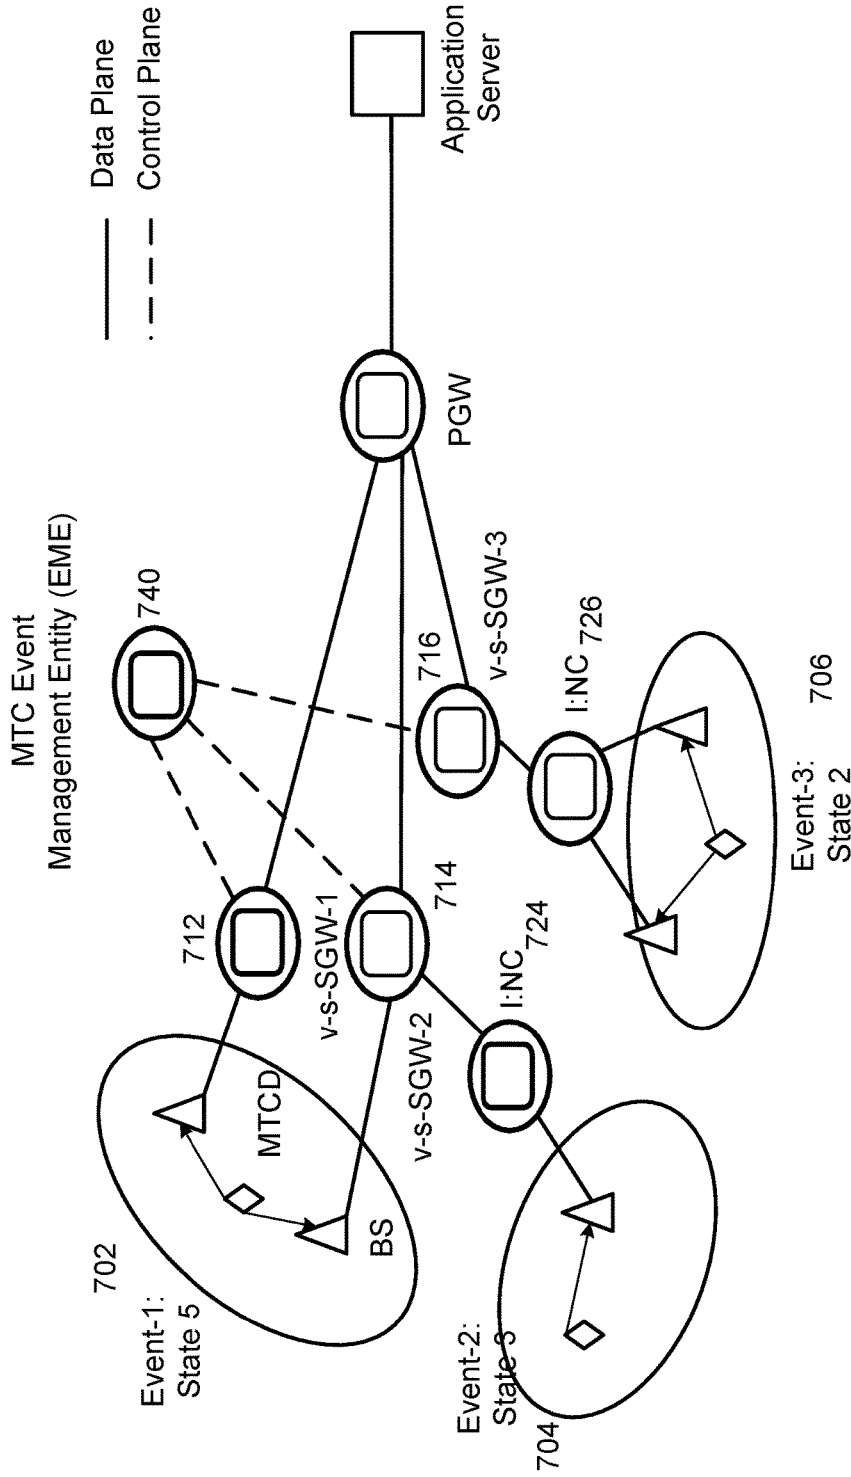 MTC Event
Management Entity (EME)
740
Data Plane
Control Plane
702
Event-1:
State 5
MTCD
BS
712
v-s-SGW-1
714
v-s-SGW-2
716
v-s-SGW-3
PGW
Application
Server
I:NC
724
I:NC
726
Event-2:
State 3
704
Event-3:
State 2
706